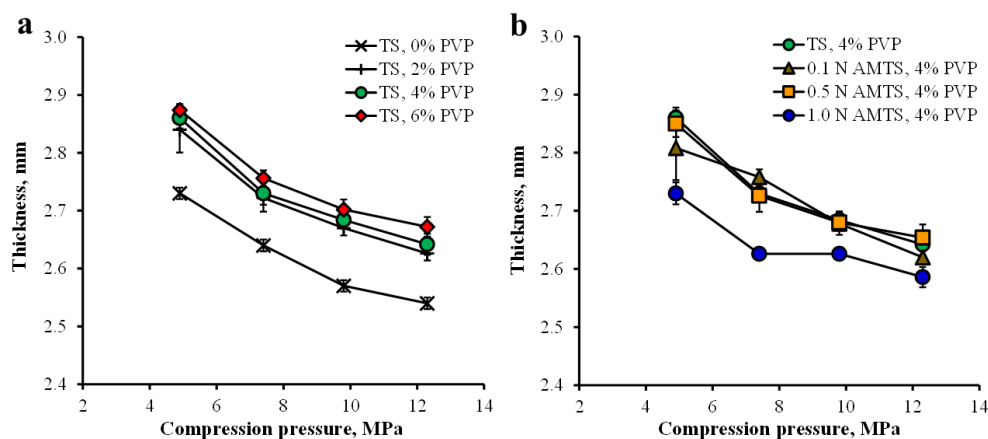 a
3.0
2.9
2.8
2.7
2.6
2.5
2.4
Thickness, mm
2 4 6 8 10 12 14
Compression pressure, MPa
TS, 0% PVP
TS, 2% PVP
TS, 4% PVP
TS, 6% PVP
b
3.0
2.9
2.8
2.7
2.6
2.5
2.4
Thickness, mm
2 4 6 8 10 12 14
Compression pressure, MPa
TS, 4% PVP
0.1 N AMTS, 4% PVP
0.5 N AMTS, 4% PVP
1.0 N AMTS, 4% PVP